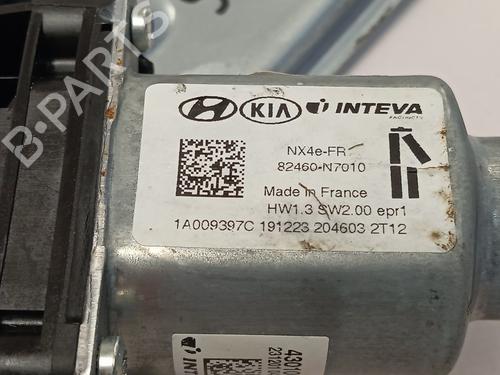 B-PARTS
KIA INTEVA
NX4e-FR
82460-N7010
Made in France
HW1.3 SW2.00 epr1
1A009397C 191223 204603 2T12
INTE